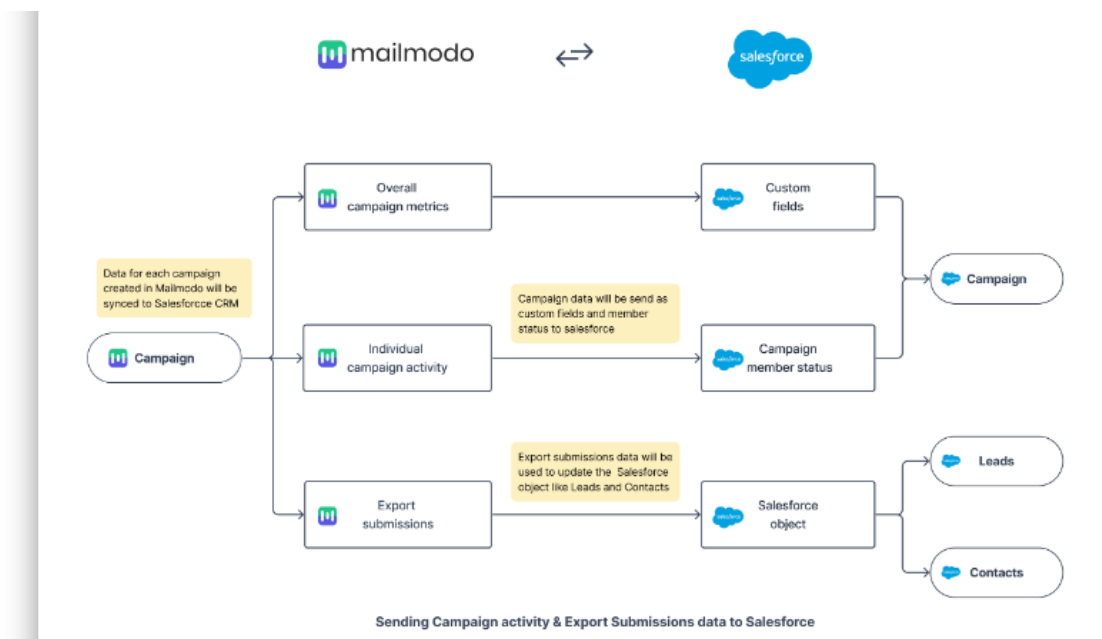 mailmodo
salesforce
Overall
campaign metrics
Custom
fields
Data for each campaign
created in Mailmodo will be
synced to Salesforcce CRM
Campaign
Campaign data will be send as
custom fields and member
status to salesforce
Campaign
Individual
campaign activity
Campaign
member status
Export submissions data will be
used to update the Salesforce
object like Leads and Contacts
Leads
Export
submissions
Salesforce
object
Contacts
Sending Campaign activity & Export Submissions data to Salesforce